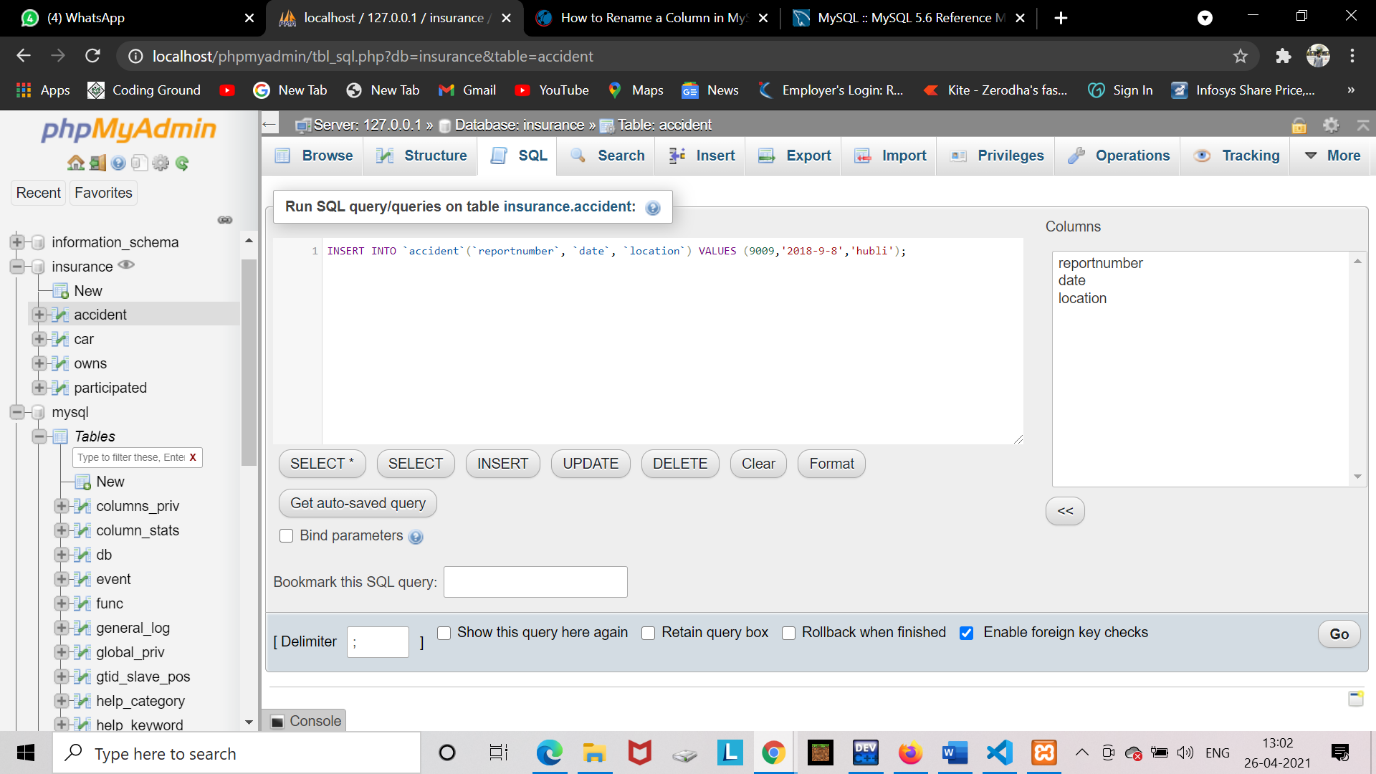 (4) WhatsApp
localhost / 127.0.0.1 / insurance /
How to Rename a Column in My
MySQL :: MySQL 5.6 Reference M
localhost/phpmyadmin/tbl_sql.php?db=insurance&table=accident
Apps Coding Ground New Tab New Tab Gmail YouTube Maps News Employer's Login: R... Kite - Zerodha's fas... Sign In Infosys Share Price,... »
phpMyAdmin
Recent Favorites
information_schema
insurance
New
accident
car
owns
participated
mysql
Tables
Type to filter these, Enter X
New
columns_priv
column_stats
db
event
func
general_log
global_priv
gtid_slave_pos
help_category
help_keyword
Server: 127.0.0.1 » Database: insurance » Table: accident
Browse Structure SQL Search Insert Export Import Privileges Operations Tracking More
Run SQL query/queries on table insurance.accident:
1 INSERT INTO `accident`(`reportnumber`, `date`, `location`) VALUES (9009,'2018-9-8','hubli');
Columns
reportnumber
date
location
<<
SELECT * SELECT INSERT UPDATE DELETE Clear Format
Get auto-saved query
Bind parameters
Bookmark this SQL query:
[ Delimiter ; ] Show this query here again Retain query box Rollback when finished Enable foreign key checks Go
Console
Type here to search
L
DEV
W
ENG
13:02
26-04-2021